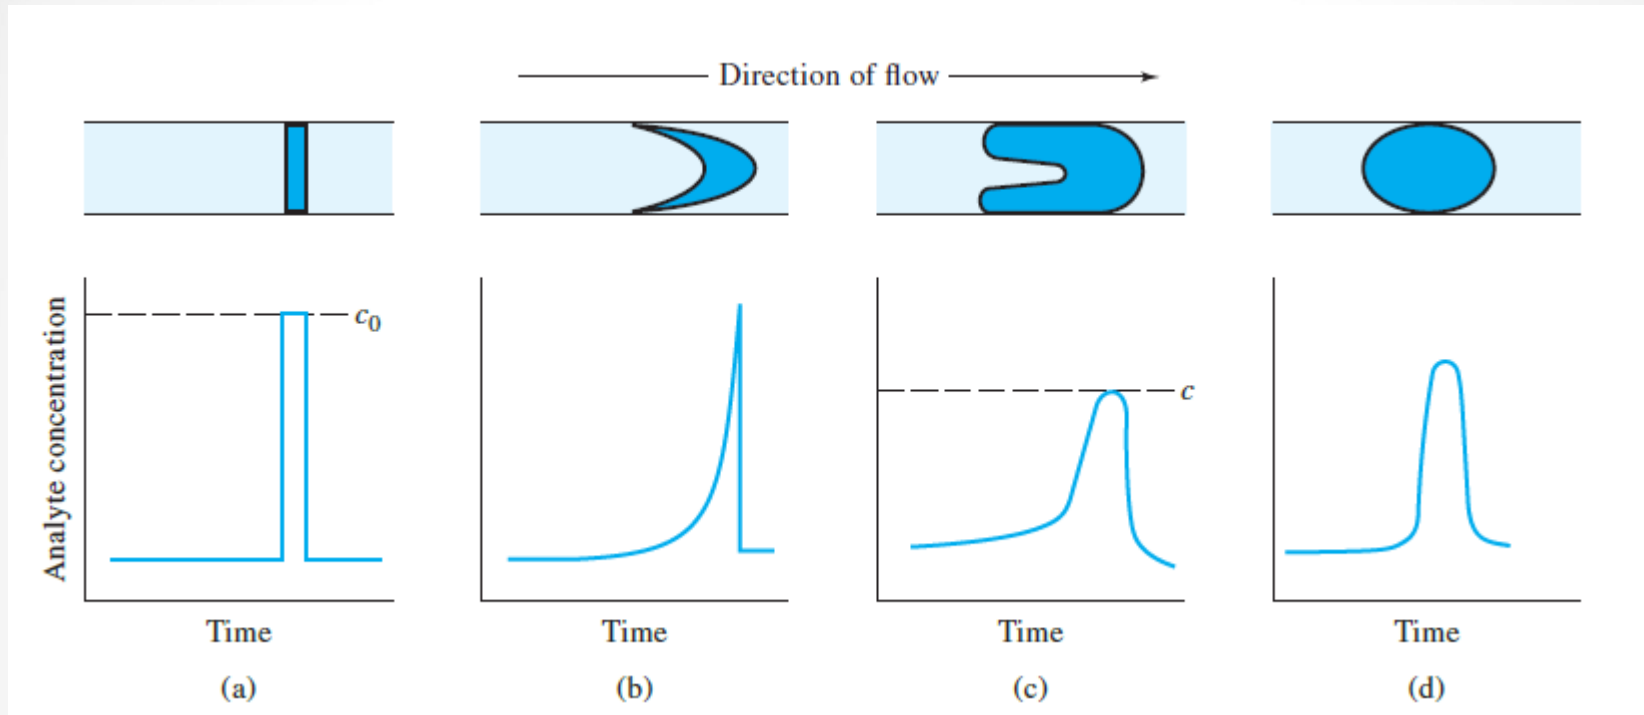 Direction of flow
Analyte concentration
c₀
c
Time
Time
Time
Time
(a)
(b)
(c)
(d)